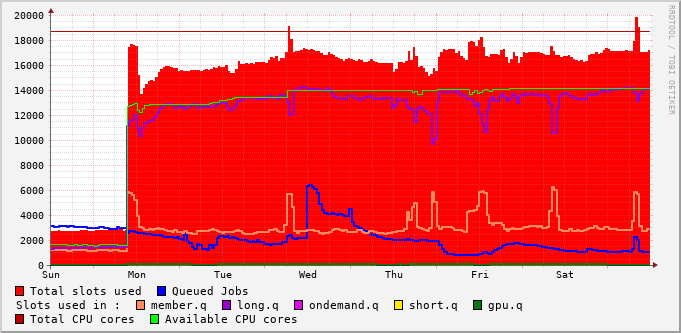 20000
18000
16000
14000
12000
10000
8000
6000
4000
2000
0
Sun Mon Tue Wed Thu Fri Sat
Total slots used Queued Jobs
Slots used in : member.q long.q ondemand.q short.q gpu.q
Total CPU cores Available CPU cores
RRDTOOL / TOBI OETIKER